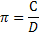 π = C/D